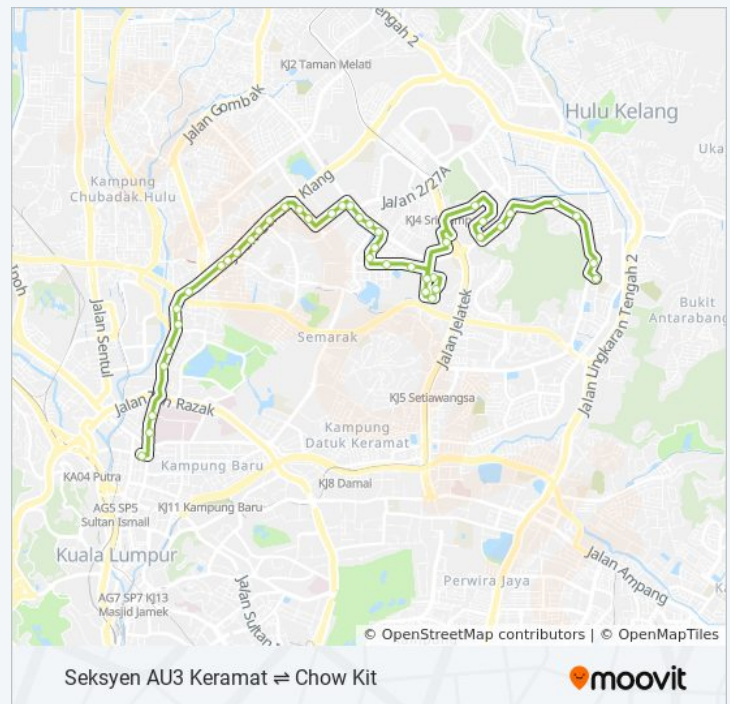 Tengah 2
KJ2 Taman Melati
Jalan Gombak
Hulu Kelang
Uka
Kampung
Chubadak Hulu
Klang
Jalan 2/27A
KJ4 Sri
Ipoh
Jalan Sentul
Semarak
Jalan Jelatek
Bukit
Antarabang
Jalan Lingkaran Tengah 2
Jalan Tun Razak
KJ5 Setiawangsa
Kampung
Datuk Keramat
Kampung Baru
KA04 Putra
KJ8 Damai
AG5 SP5
Sultan Ismail
KJ11 Kampung Baru
Kuala Lumpur
Jalan Ampang
Perwira Jaya
AG7 SP7 KJ13
Masjid Jamek
Jalan Sultan
© OpenStreetMap contributors | © OpenMapTiles
Seksyen AU3 Keramat ⇌ Chow Kit
moovit